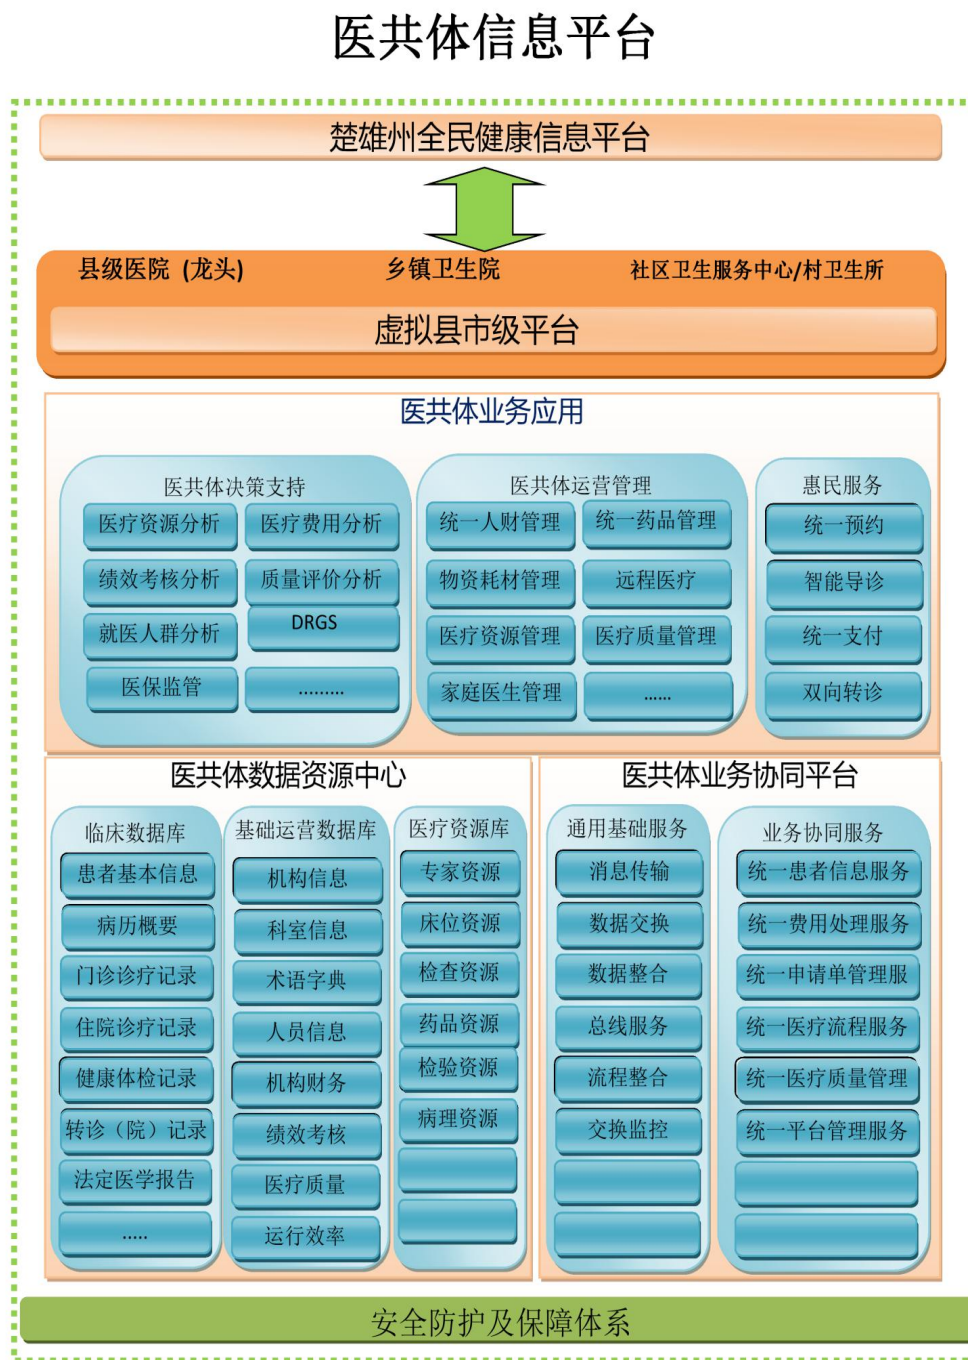 医共体信息平台
楚雄州全民健康信息平台
县级医院 (龙头)
乡镇卫生院
社区卫生服务中心/村卫生所
虚拟县市级平台
医共体业务应用
医共体决策支持
医疗资源分析
医疗费用分析
绩效考核分析
质量评价分析
就医人群分析
DRGS
医保监管
.........
医共体运营管理
统一人财管理
统一药品管理
物资耗材管理
远程医疗
医疗资源管理
医疗质量管理
家庭医生管理
......
惠民服务
统一预约
智能导诊
统一支付
双向转诊
医共体数据资源中心
临床数据库
患者基本信息
病历概要
门诊诊疗记录
住院诊疗记录
健康体检记录
转诊（院）记录
法定医学报告
.....
基础运营数据库
机构信息
科室信息
术语字典
人员信息
机构财务
绩效考核
医疗质量
运行效率
医疗资源库
专家资源
床位资源
检查资源
药品资源
检验资源
病理资源
医共体业务协同平台
通用基础服务
消息传输
数据交换
数据整合
总线服务
流程整合
交换监控
业务协同服务
统一患者信息服务
统一费用处理服务
统一申请单管理服
统一医疗流程服务
统一医疗质量管理
统一平台管理服务
安全防护及保障体系